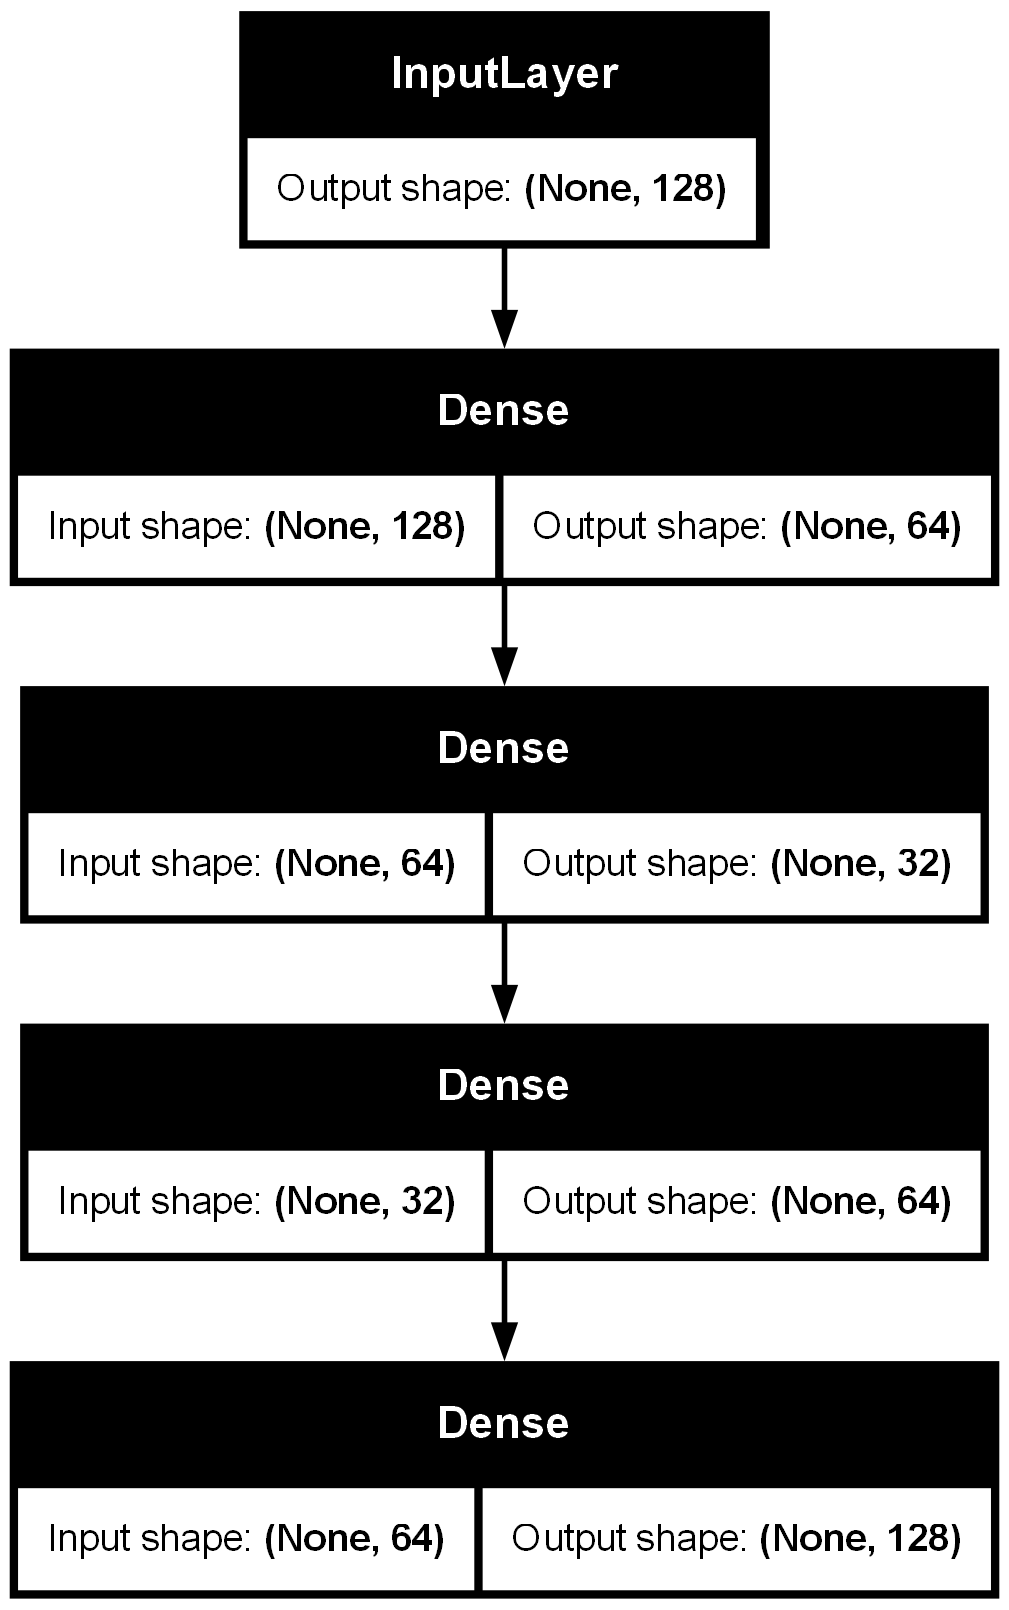 InputLayer
Output shape: (None, 128)
Dense
Input shape: (None, 128) Output shape: (None, 64)
Dense
Input shape: (None, 64) Output shape: (None, 32)
Dense
Input shape: (None, 32) Output shape: (None, 64)
Dense
Input shape: (None, 64) Output shape: (None, 128)